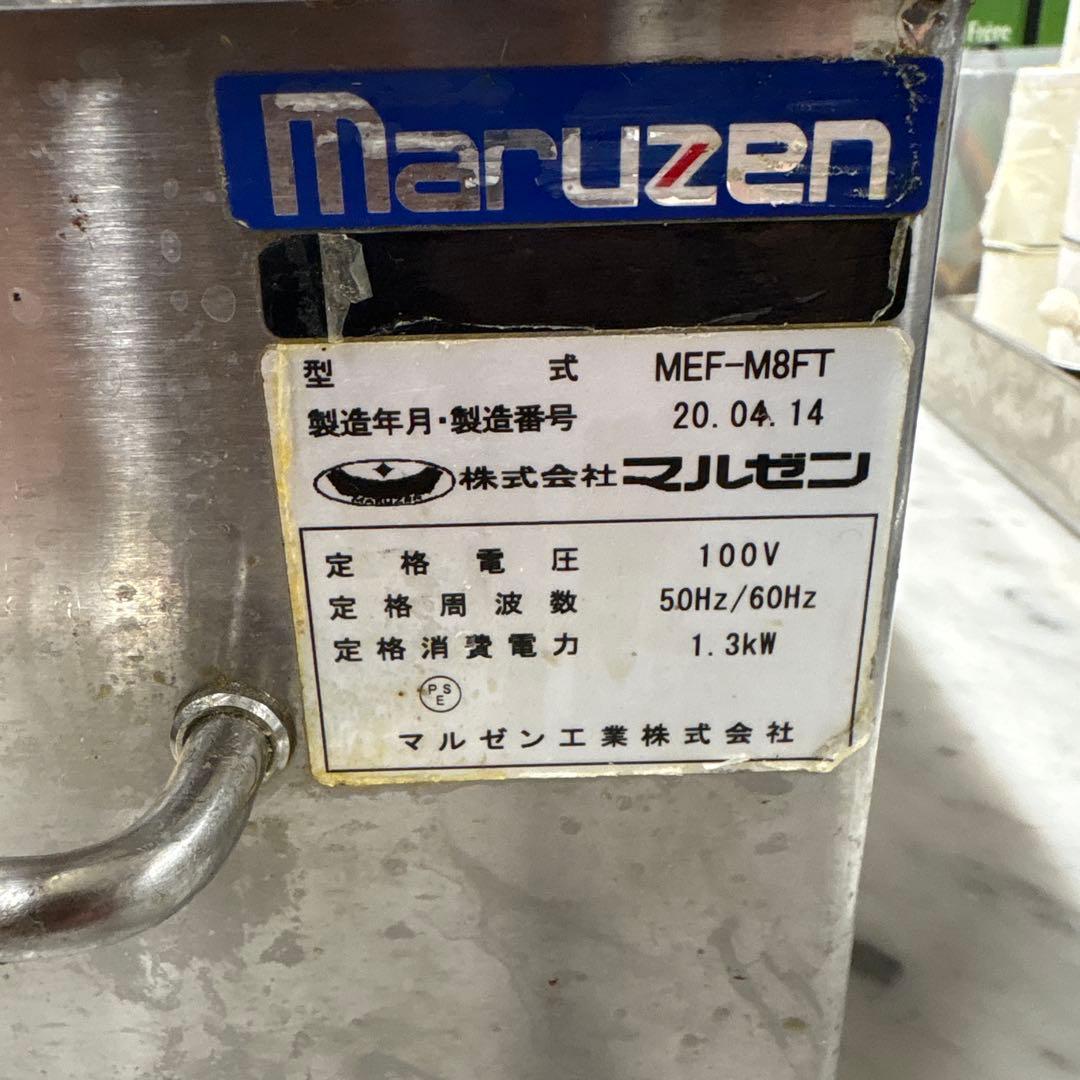 Frère
maruzen
型式 MEF-M8FT
製造年月・製造番号 20.04.14
MARUZEN 株式会社マルゼン
定格電圧 100V
定格周波数 50Hz/60Hz
定格消費電力 1.3kW
PSE
マルゼン工業株式会社